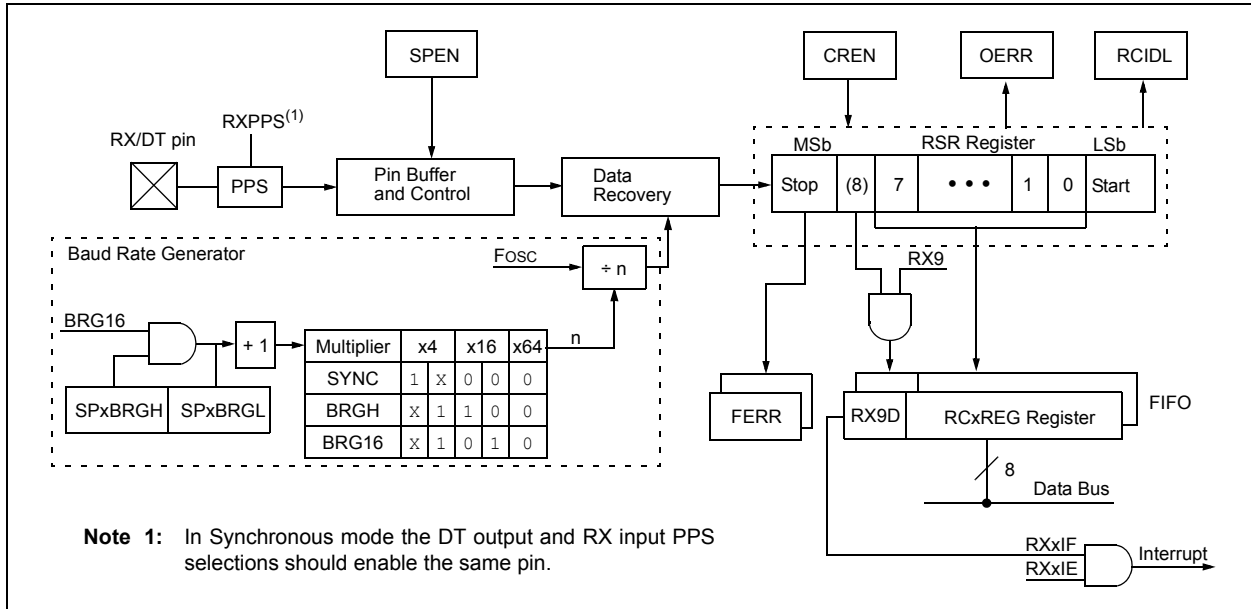 SPEN
CREN
OERR
RCIDL
RXPPS(1)
RX/DT pin
PPS
Pin Buffer
and Control
Data
Recovery
MSb
RSR Register
LSb
Stop
(8)
7
• • •
1
0
Start
Baud Rate Generator
FOSC
÷ n
n
RX9
BRG16
+ 1
SPxBRGH
SPxBRGL
Multiplier x4 x16 x64
SYNC 1 X 0 0 0
BRGH X 1 1 0 0
BRG16 X 1 0 1 0
FERR
RX9D
RCxREG Register
FIFO
8
Data Bus
RXxIF
RXxIE
Interrupt
Note 1: In Synchronous mode the DT output and RX input PPS
selections should enable the same pin.